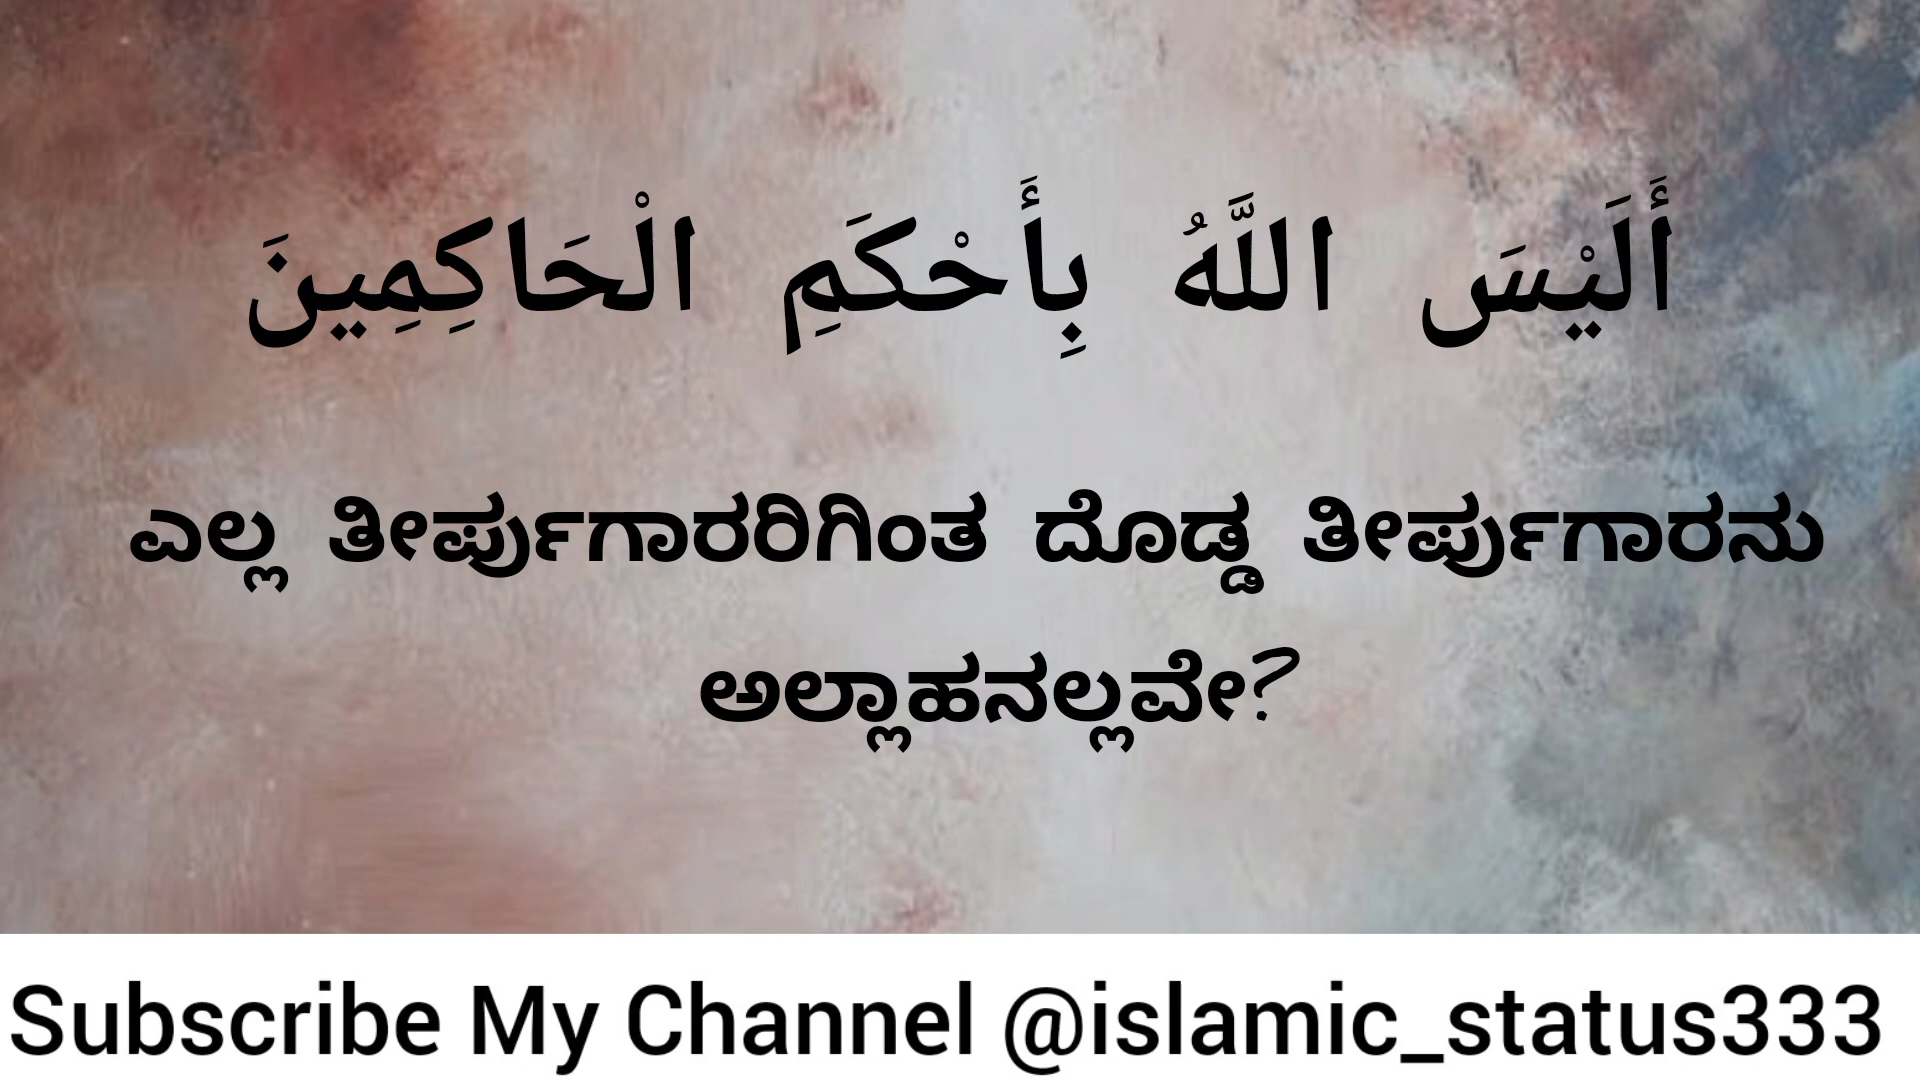 أَلَيْسَ اللَّهُ بِأَحْكَمِ الْحَاكِمِينَ
ಎಲ್ಲ ತೀರ್ಪುಗಾರರಿಗಿಂತ ದೊಡ್ಡ ತೀರ್ಪುಗಾರನು
ಅಲ್ಲಾಹನಲ್ಲವೇ?
Subscribe My Channel @islamic_status333